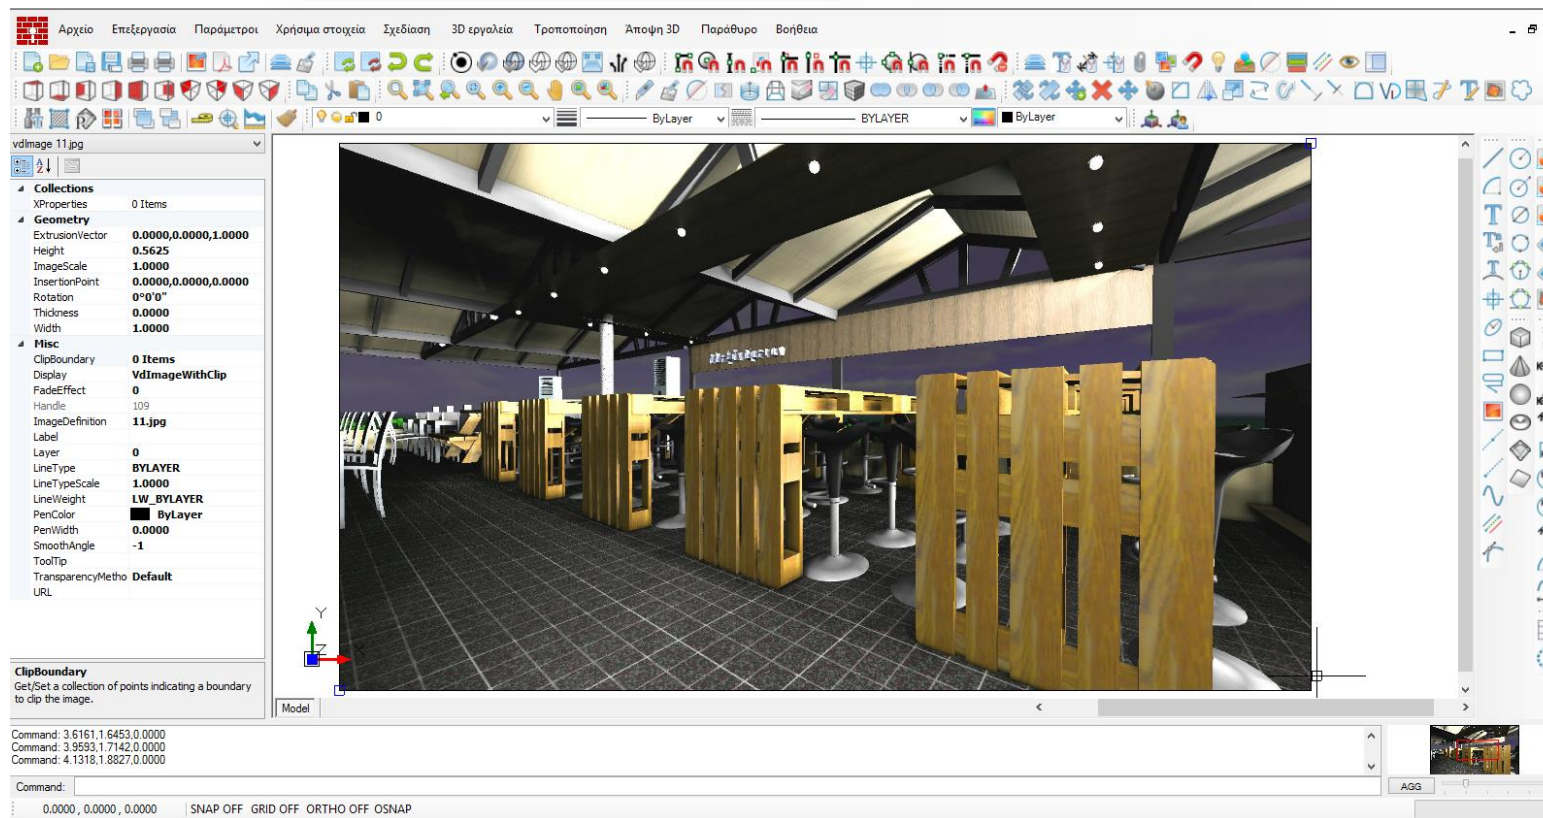 Αρχείο Επεξεργασία Παράμετροι Χρήσιμα στοιχεία Σχεδίαση 3D εργαλεία Τροποποίηση Άποψη 3D Παράθυρο Βοήθεια
0 ByLayer BYLAYER ByLayer
vdImage 11.jpg
Collections
XProperties 0 Items
Geometry
ExtrusionVector 0.0000,0.0000,1.0000
Height 0.5625
ImageScale 1.0000
InsertionPoint 0.0000,0.0000,0.0000
Rotation 0°0'0"
Thickness 0.0000
Width 1.0000
Misc
ClipBoundary 0 Items
Display VdImageWithClip
FadeEffect 0
Handle 109
ImageDefinition 11.jpg
Label
Layer 0
LineType BYLAYER
LineTypeScale 1.0000
LineWeight LW_BYLAYER
PenColor ByLayer
PenWidth 0.0000
SmoothAngle -1
ToolTip
TransparencyMetho Default
URL
ClipBoundary
Get/Set a collection of points indicating a boundary
to clip the image.
Y
Z X
Model
Command: 3.6161,1.6453,0.0000
Command: 3.9593,1.7142,0.0000
Command: 4.1318,1.8827,0.0000
Command:
AGG
0.0000 , 0.0000 , 0.0000 SNAP OFF GRID OFF ORTHO OFF OSNAP